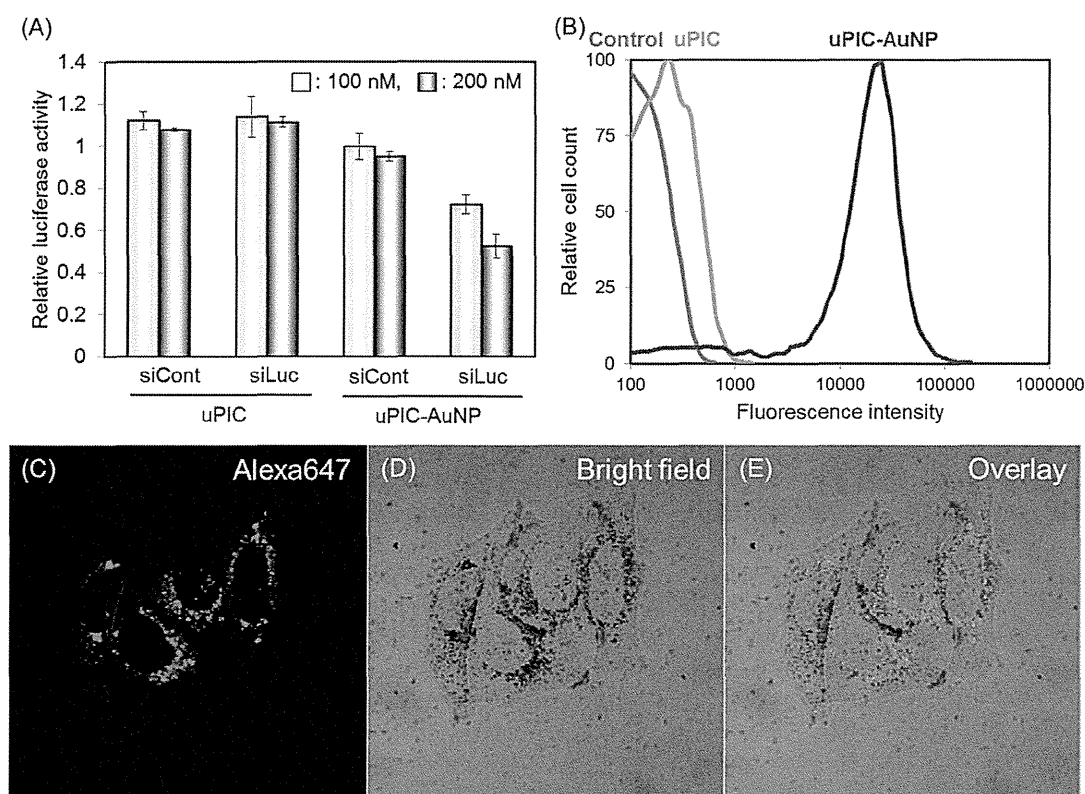 (A)
Relative luciferase activity
1.4
1.2
1
0.8
0.6
0.4
0.2
0
: 100 nM, : 200 nM
siCont siLuc siCont siLuc
uPIC uPIC-AuNP
(B)
Control uPIC uPIC-AuNP
Relative cell count
100
75
50
25
0
100 1000 10000 100000 1000000
Fluorescence intensity
(C) Alexa647
(D) Bright field
(E) Overlay